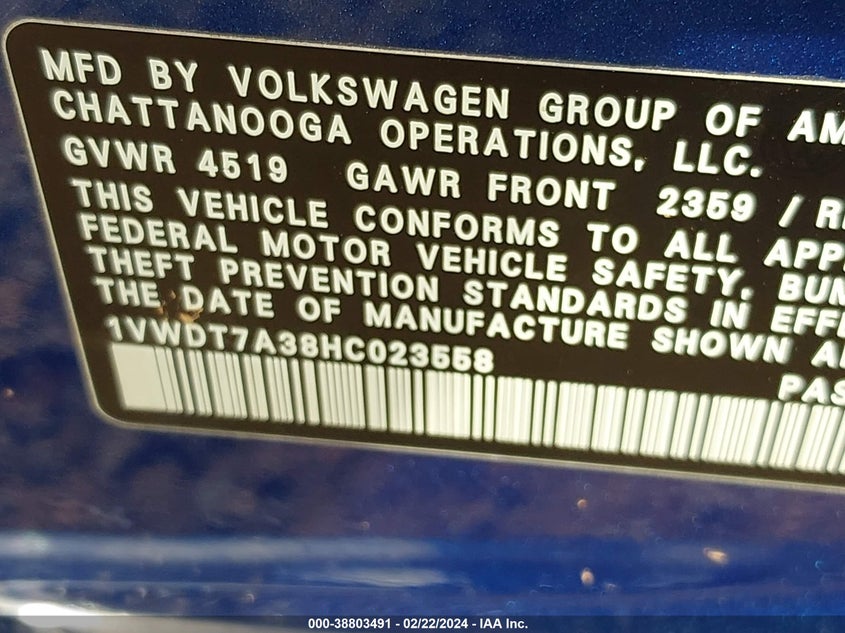 MFD BY VOLKSWAGEN GROUP OF AM
CHATTANOOGA OPERATIONS, LLC.
GVWR 4519 GAWR FRONT 2359 / R
THIS VEHICLE CONFORMS TO ALL APP
FEDERAL MOTOR VEHICLE SAFETY, BUM
THEFT PREVENTION STANDARDS IN EFFE
THE DATE OF MANUFACTURE SHOWN A
1VWDT7A38HC023558
PAS
000-38803491 - 02/22/2024 - IAA Inc.